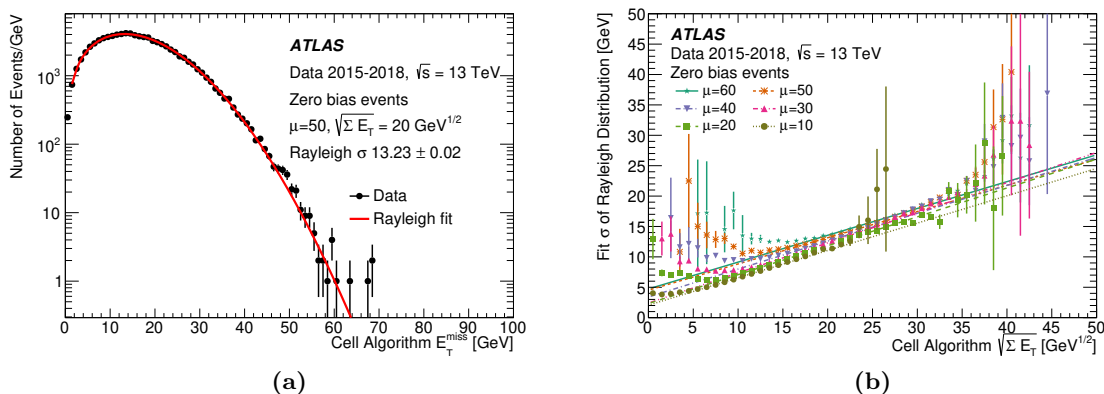 Number of Events/GeV
10³
10²
10
1
ATLAS
Data 2015-2018, √s = 13 TeV
Zero bias events
μ=50, √Σ E_T = 20 GeV^1/2
Rayleigh σ 13.23 ± 0.02
Data
Rayleigh fit
0 10 20 30 40 50 60 70 80 90 100
Cell Algorithm E_T^miss [GeV]
(a)
Fit σ of Rayleigh Distribution [GeV]
50
45
40
35
30
25
20
15
10
5
0
ATLAS
Data 2015-2018, √s = 13 TeV
Zero bias events
μ=60 μ=50
μ=40 μ=30
μ=20 μ=10
0 5 10 15 20 25 30 35 40 45 50
Cell Algorithm √Σ E_T [GeV^1/2]
(b)